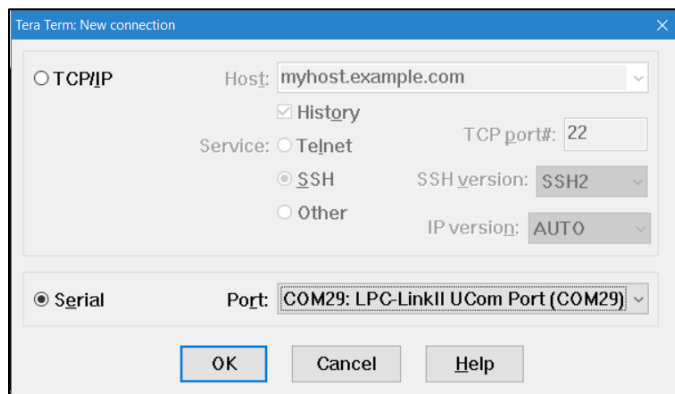 Tera Term: New connection
TCP/IP
Host: myhost.example.com
History
Service: Telnet
TCP port#: 22
SSH
SSH version: SSH2
Other
IP version: AUTO
Serial
Port: COM29: LPC-LinkII UCom Port (COM29)
OK
Cancel
Help